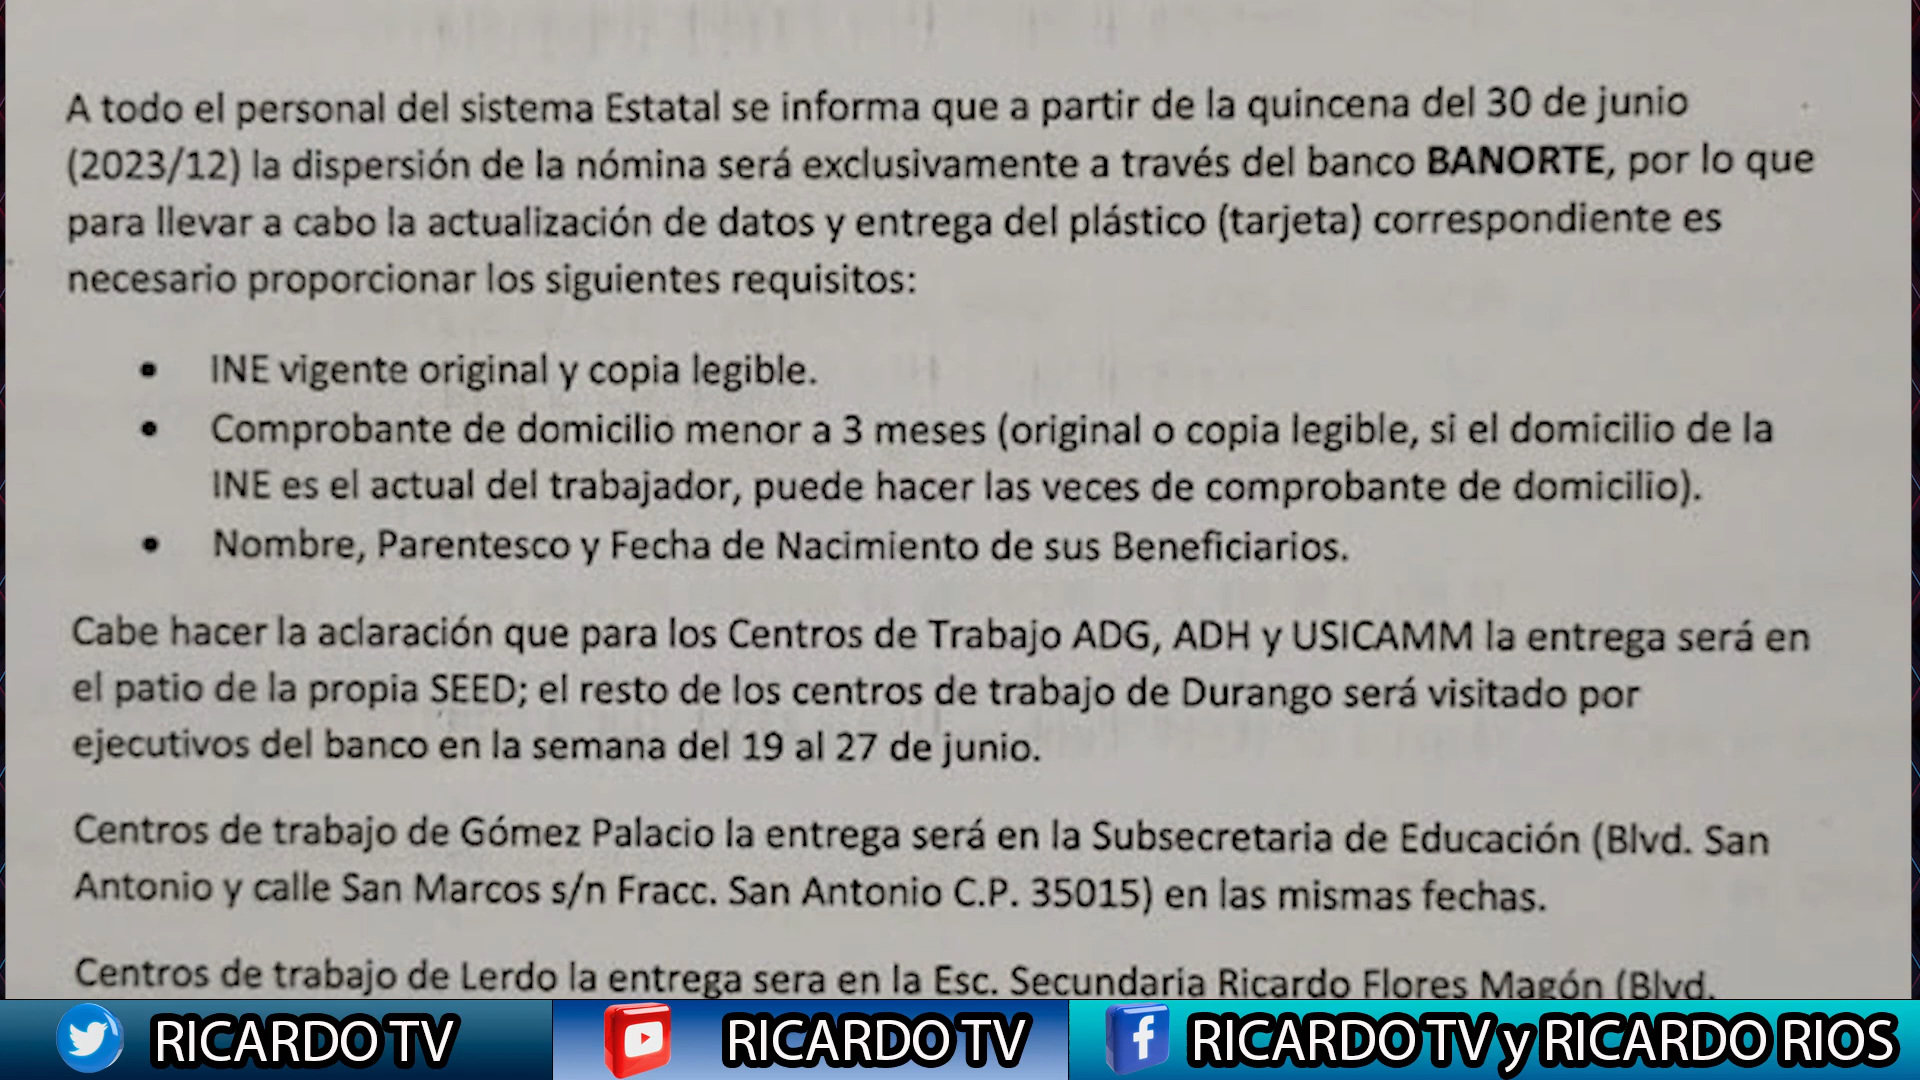 A todo el personal del sistema Estatal se informa que a partir de la quincena del 30 de junio
(2023/12) la dispersión de la nómina será exclusivamente a través del banco BANORTE, por lo que
para llevar a cabo la actualización de datos y entrega del plástico (tarjeta) correspondiente es
necesario proporcionar los siguientes requisitos:
• INE vigente original y copia legible.
• Comprobante de domicilio menor a 3 meses (original o copia legible, si el domicilio de la
INE es el actual del trabajador, puede hacer las veces de comprobante de domicilio).
• Nombre, Parentesco y Fecha de Nacimiento de sus Beneficiarios.
Cabe hacer la aclaración que para los Centros de Trabajo ADG, ADH y USICAMM la entrega será en
el patio de la propia SEED; el resto de los centros de trabajo de Durango será visitado por
ejecutivos del banco en la semana del 19 al 27 de junio.
Centros de trabajo de Gómez Palacio la entrega será en la Subsecretaria de Educación (Blvd. San
Antonio y calle San Marcos s/n Fracc. San Antonio C.P. 35015) en las mismas fechas.
Centros de trabajo de Lerdo la entrega sera en la Esc. Secundaria Ricardo Flores Magón (Blvd.
RICARDO TV
RICARDO TV
RICARDO TV y RICARDO RIOS